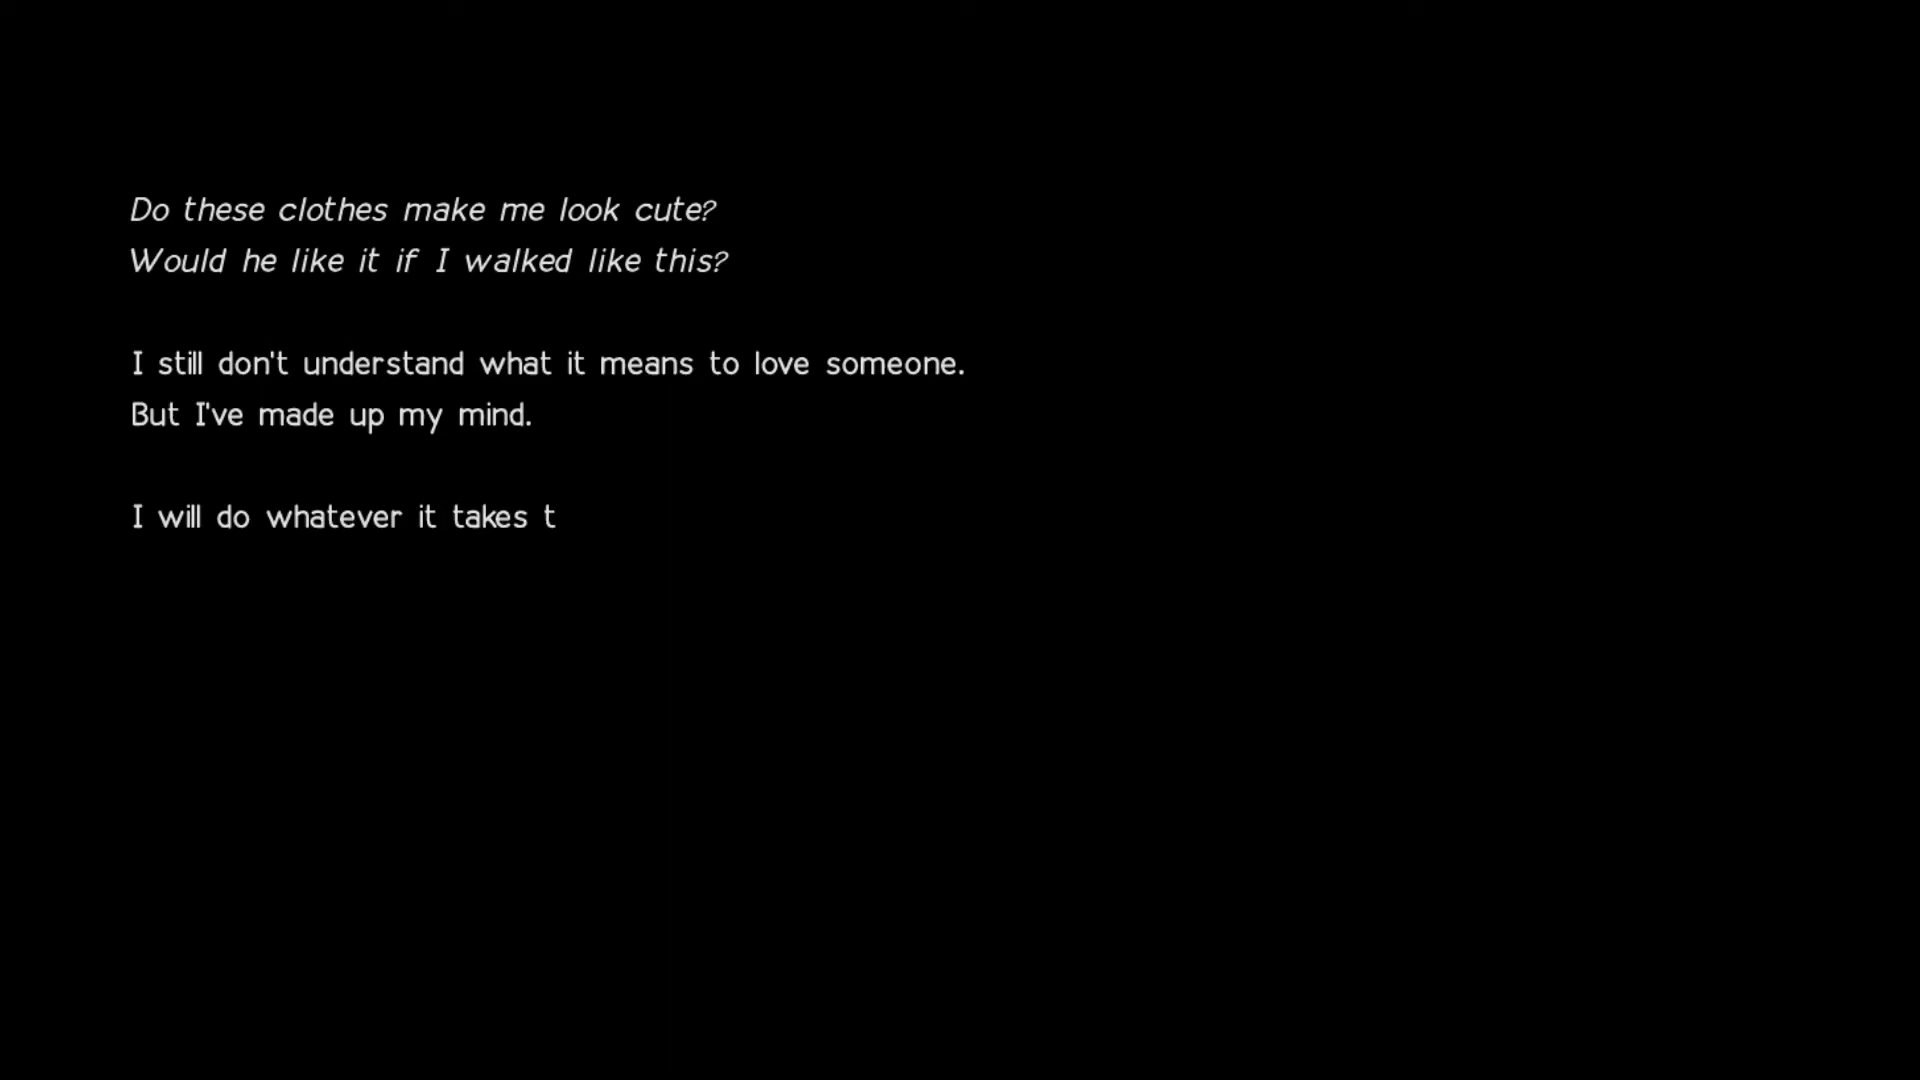 Do these clothes make me look cute?
Would he like it if I walked like this?
I still don't understand what it means to love someone.
But I've made up my mind.
I will do whatever it takes t